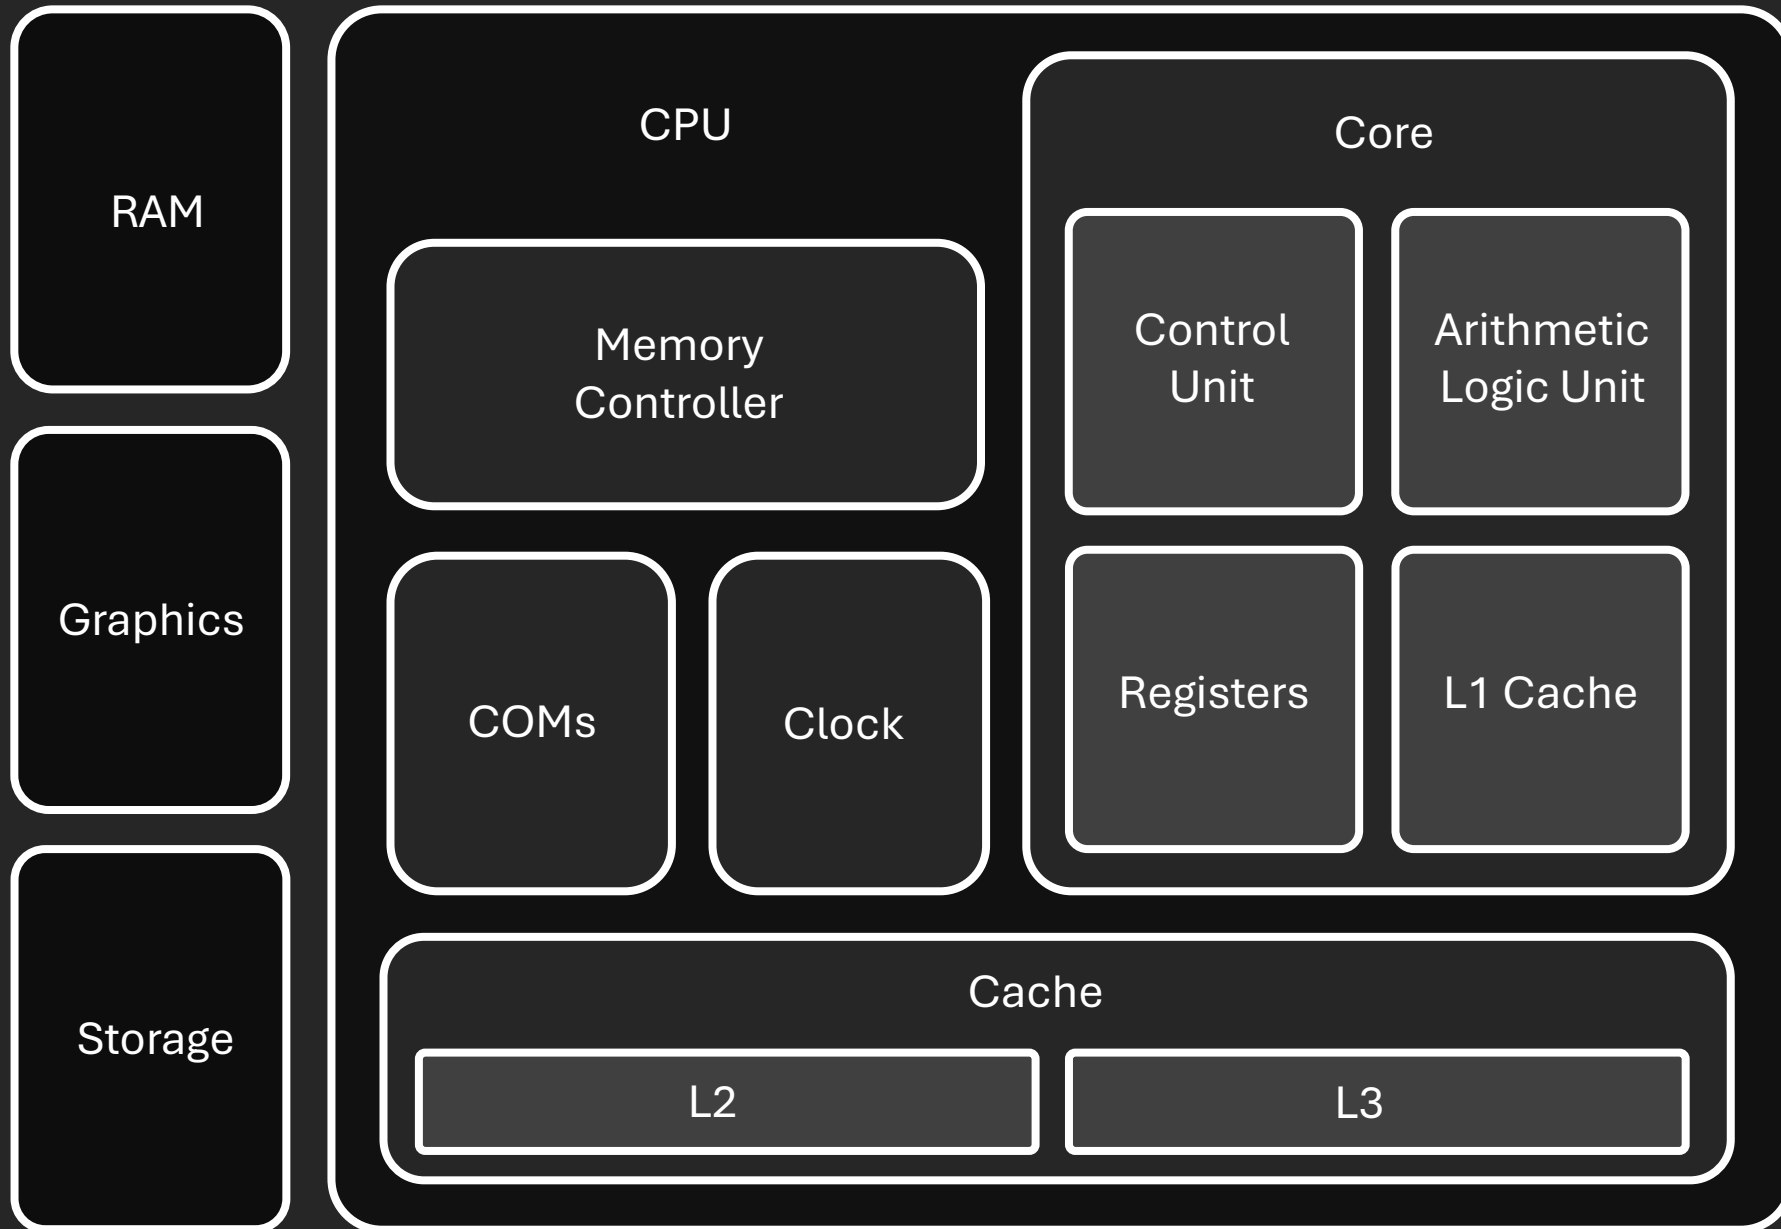 RAM
Graphics
Storage
CPU
Memory
Controller
COMs
Clock
Core
Control
Unit
Arithmetic
Logic Unit
Registers
L1 Cache
Cache
L2
L3